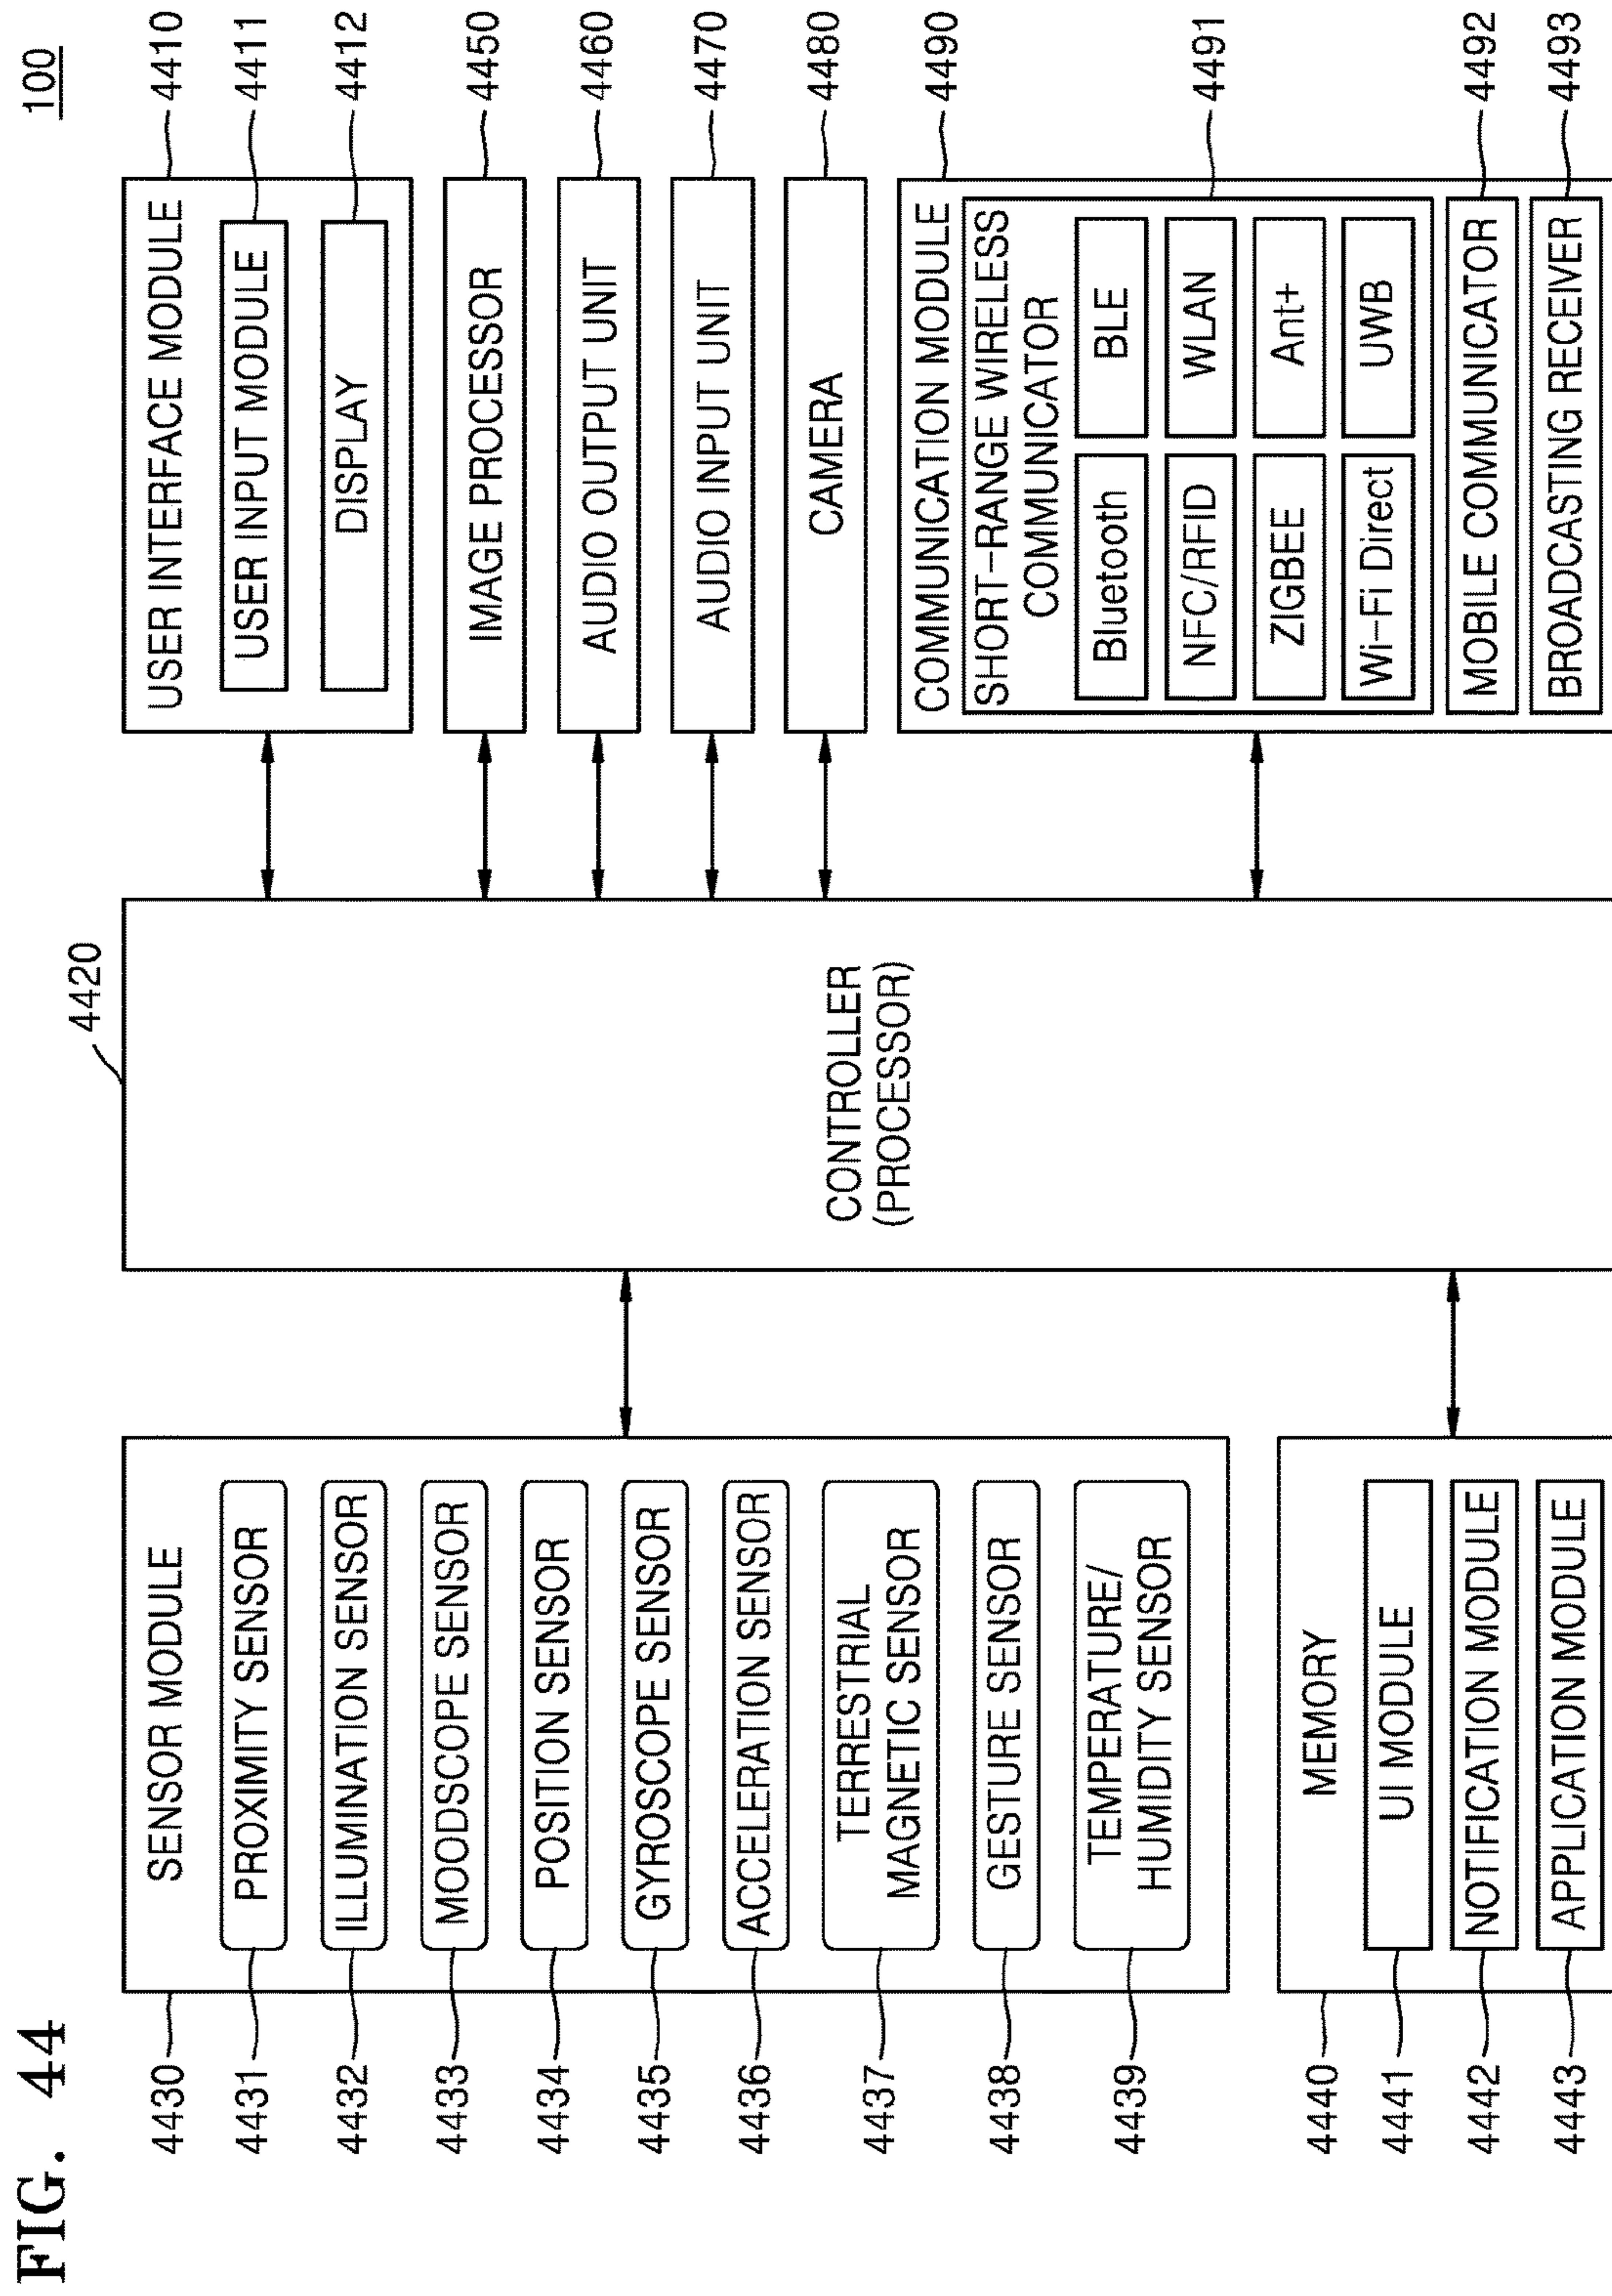 FIG. 44
100
4430
SENSOR MODULE
4431
PROXIMITY SENSOR
4432
ILLUMINATION SENSOR
4433
MOODSCOPE SENSOR
4434
POSITION SENSOR
4435
GYROSCOPE SENSOR
4436
ACCELERATION SENSOR
4437
TERRESTRIAL
MAGNETIC SENSOR
4438
GESTURE SENSOR
4439
TEMPERATURE/
HUMIDITY SENSOR
4440
MEMORY
4441
UI MODULE
4442
NOTIFICATION MODULE
4443
APPLICATION MODULE
4420
CONTROLLER
(PROCESSOR)
USER INTERFACE MODULE
4410
USER INPUT MODULE
4411
DISPLAY
4412
IMAGE PROCESSOR
4450
AUDIO OUTPUT UNIT
4460
AUDIO INPUT UNIT
4470
CAMERA
4480
COMMUNICATION MODULE
4490
SHORT-RANGE WIRELESS
COMMUNICATOR
4491
Bluetooth
BLE
NFC/RFID
WLAN
ZIGBEE
Ant+
Wi-Fi Direct
UWB
MOBILE COMMUNICATOR
4492
BROADCASTING RECEIVER
4493